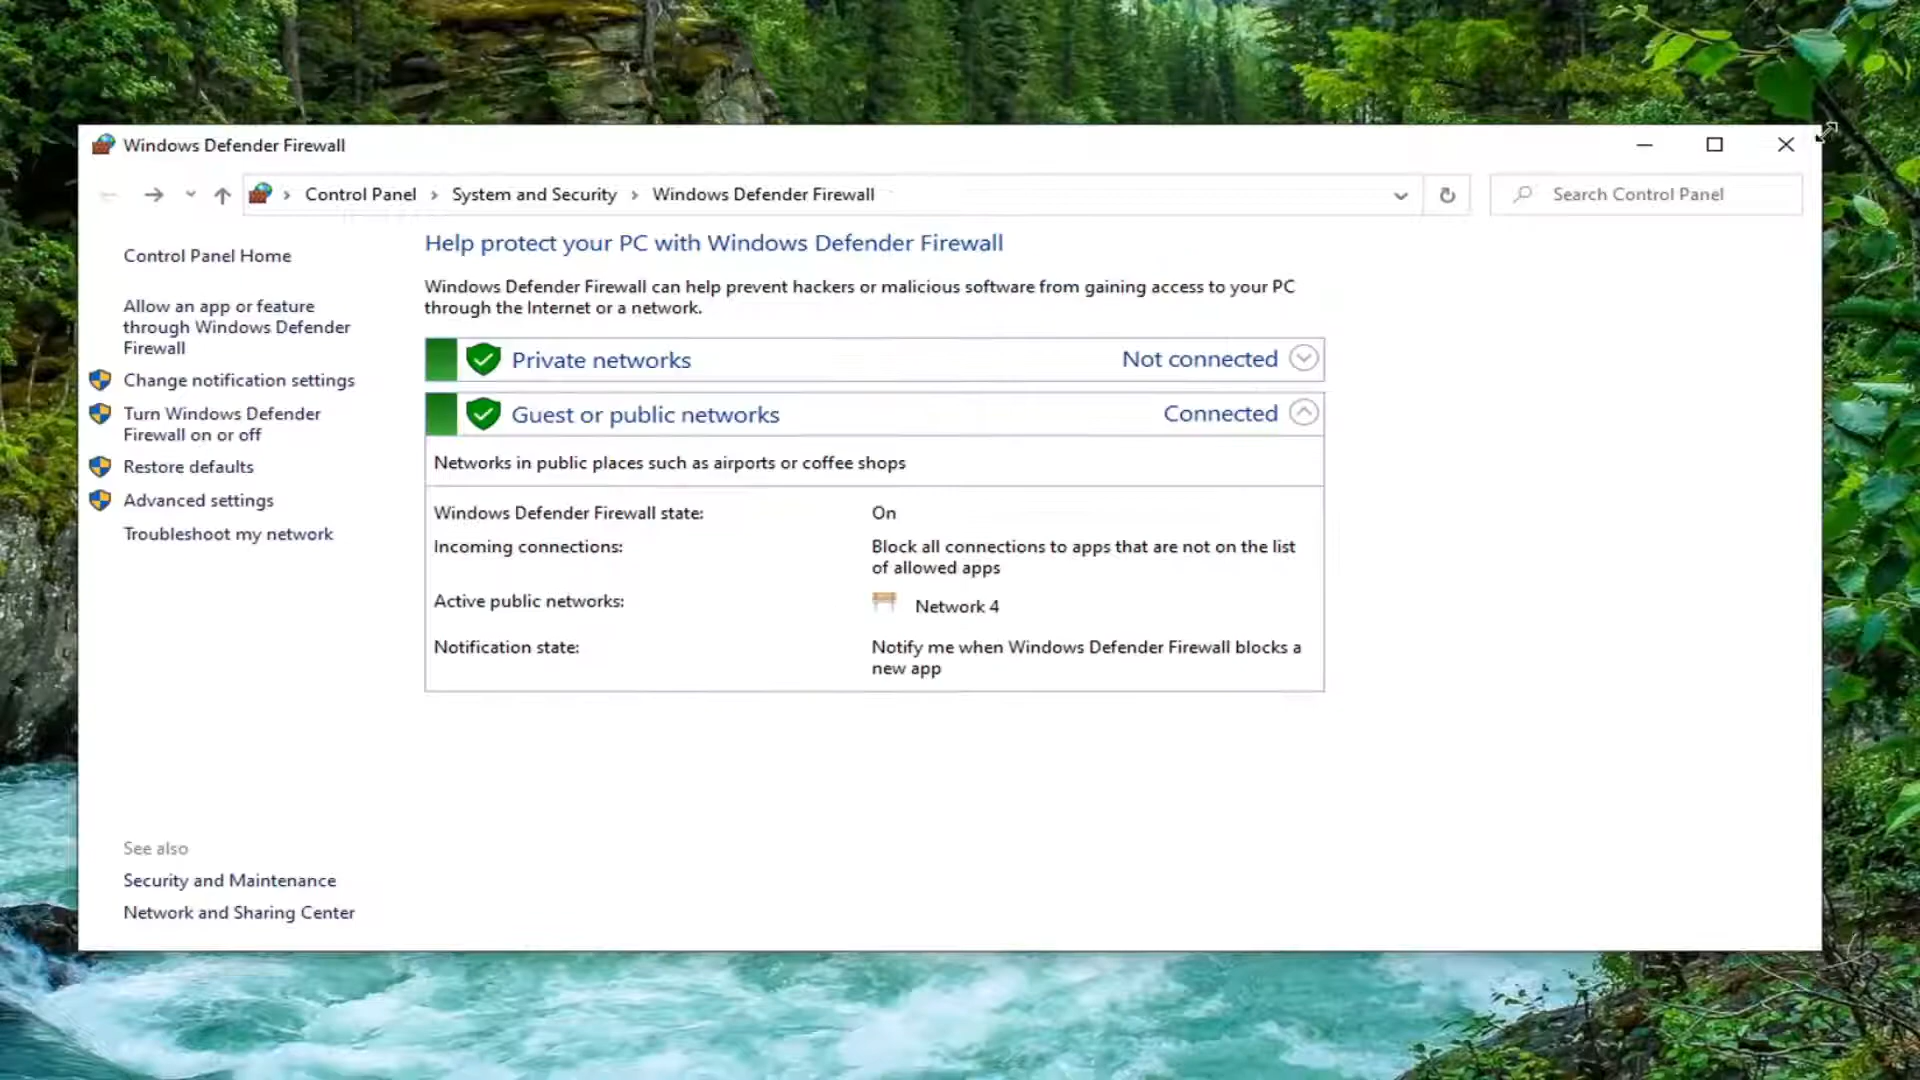 Windows Defender Firewall
Control Panel
System and Security
Windows Defender Firewall
Search Control Panel
Control Panel Home
Allow an app or feature
through Windows Defender
Firewall
Change notification settings
Turn Windows Defender
Firewall on or off
Restore defaults
Advanced settings
Troubleshoot my network
See also
Security and Maintenance
Network and Sharing Center
Help protect your PC with Windows Defender Firewall
Windows Defender Firewall can help prevent hackers or malicious software from gaining access to your PC
through the Internet or a network.
Private networks
Not connected
Guest or public networks
Connected
Networks in public places such as airports or coffee shops
Windows Defender Firewall state:
On
Incoming connections:
Block all connections to apps that are not on the list
of allowed apps
Active public networks:
Network 4
Notification state:
Notify me when Windows Defender Firewall blocks a
new app